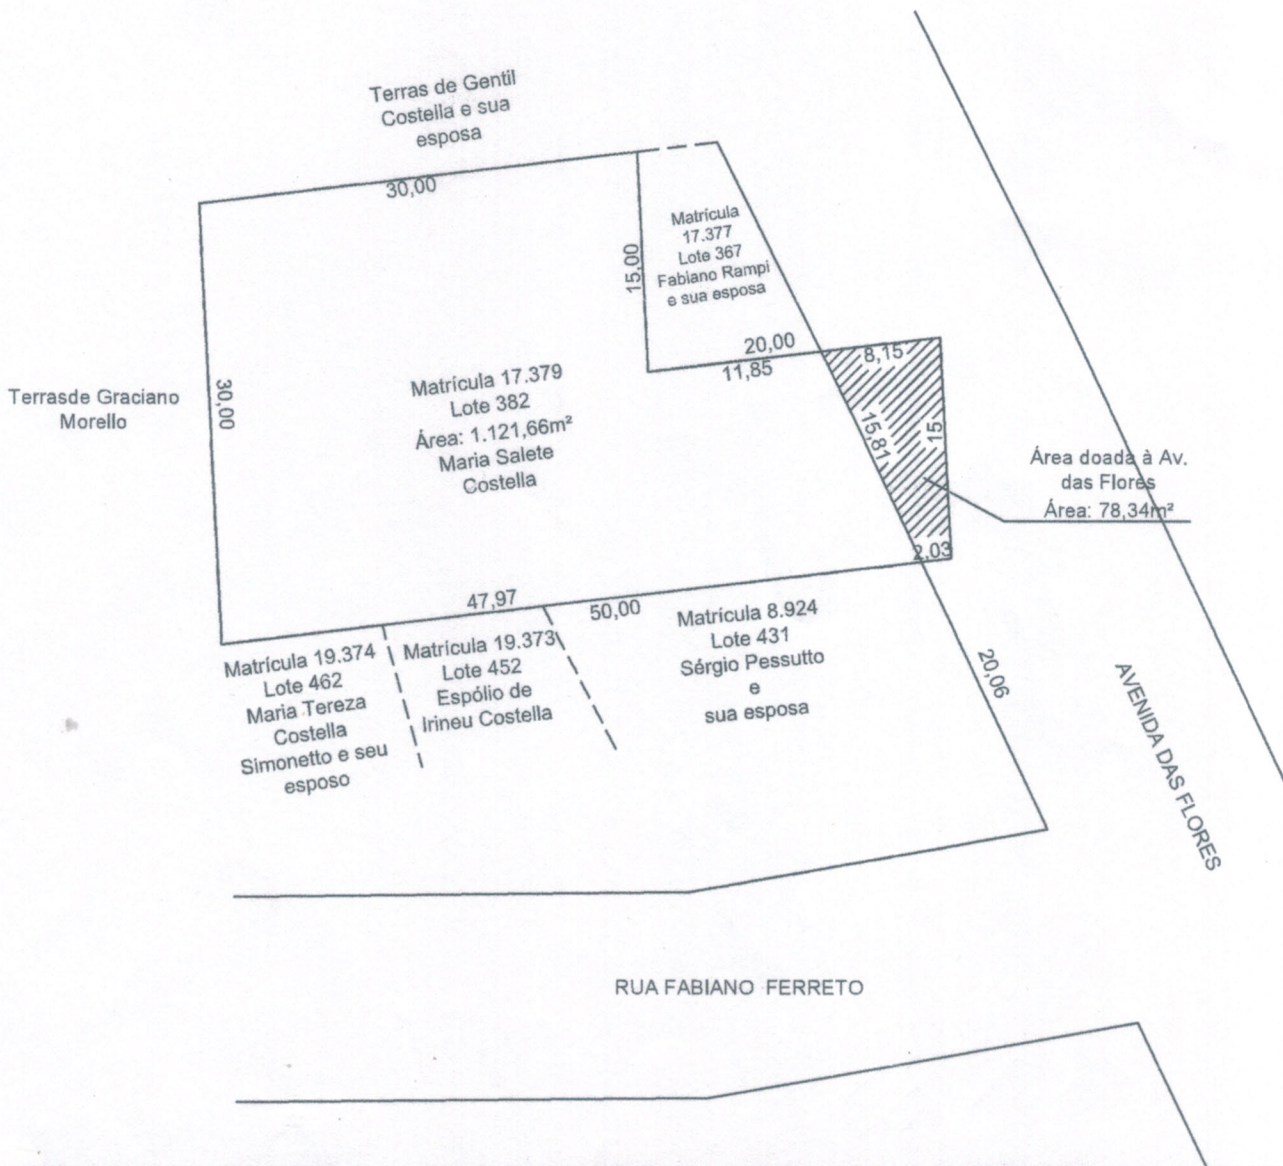 Terras de Gentil
Costella e sua
esposa
30,00
Matrícula
17.377
Lote 367
Fabiano Rampi
e sua esposa
15,00
20,00
11,85
8,15
15,81
15
2,03
Área doada à Av.
das Flores
Área: 78,34m²
Terrasde Graciano
Morello
30,00
Matrícula 17.379
Lote 382
Área: 1.121,66m²
Maria Salete
Costella
47,97
50,00
Matrícula 19.374
Lote 462
Maria Tereza
Costella
Simonetto e seu
esposo
Matrícula 19.373
Lote 452
Espólio de
Irineu Costella
Matrícula 8.924
Lote 431
Sérgio Pessutto
e
sua esposa
20,06
AVENIDA DAS FLORES
RUA FABIANO FERRETO